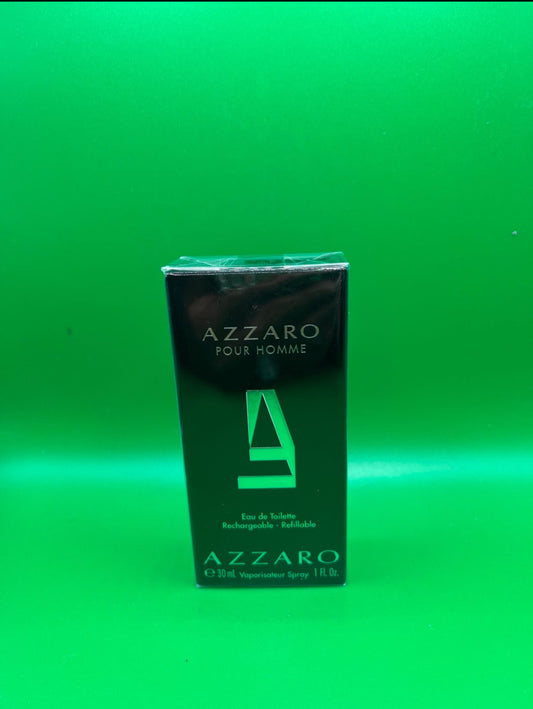 AZZARO
POUR HOMME
Eau de Toilette
Rechargeable - Refillable
AZZARO
℮ 30 mL Vaporisateur Spray 1 Fl. Oz.